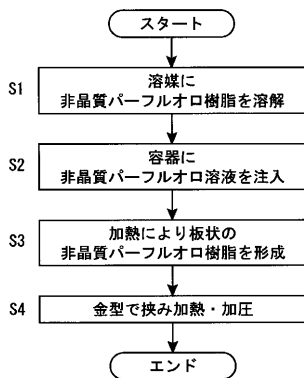 スタート
S1
溶媒に
非晶質パーフルオロ樹脂を溶解
S2
容器に
非晶質パーフルオロ溶液を注入
S3
加熱により板状の
非晶質パーフルオロ樹脂を形成
S4
金型で挟み加熱・加圧
エンド